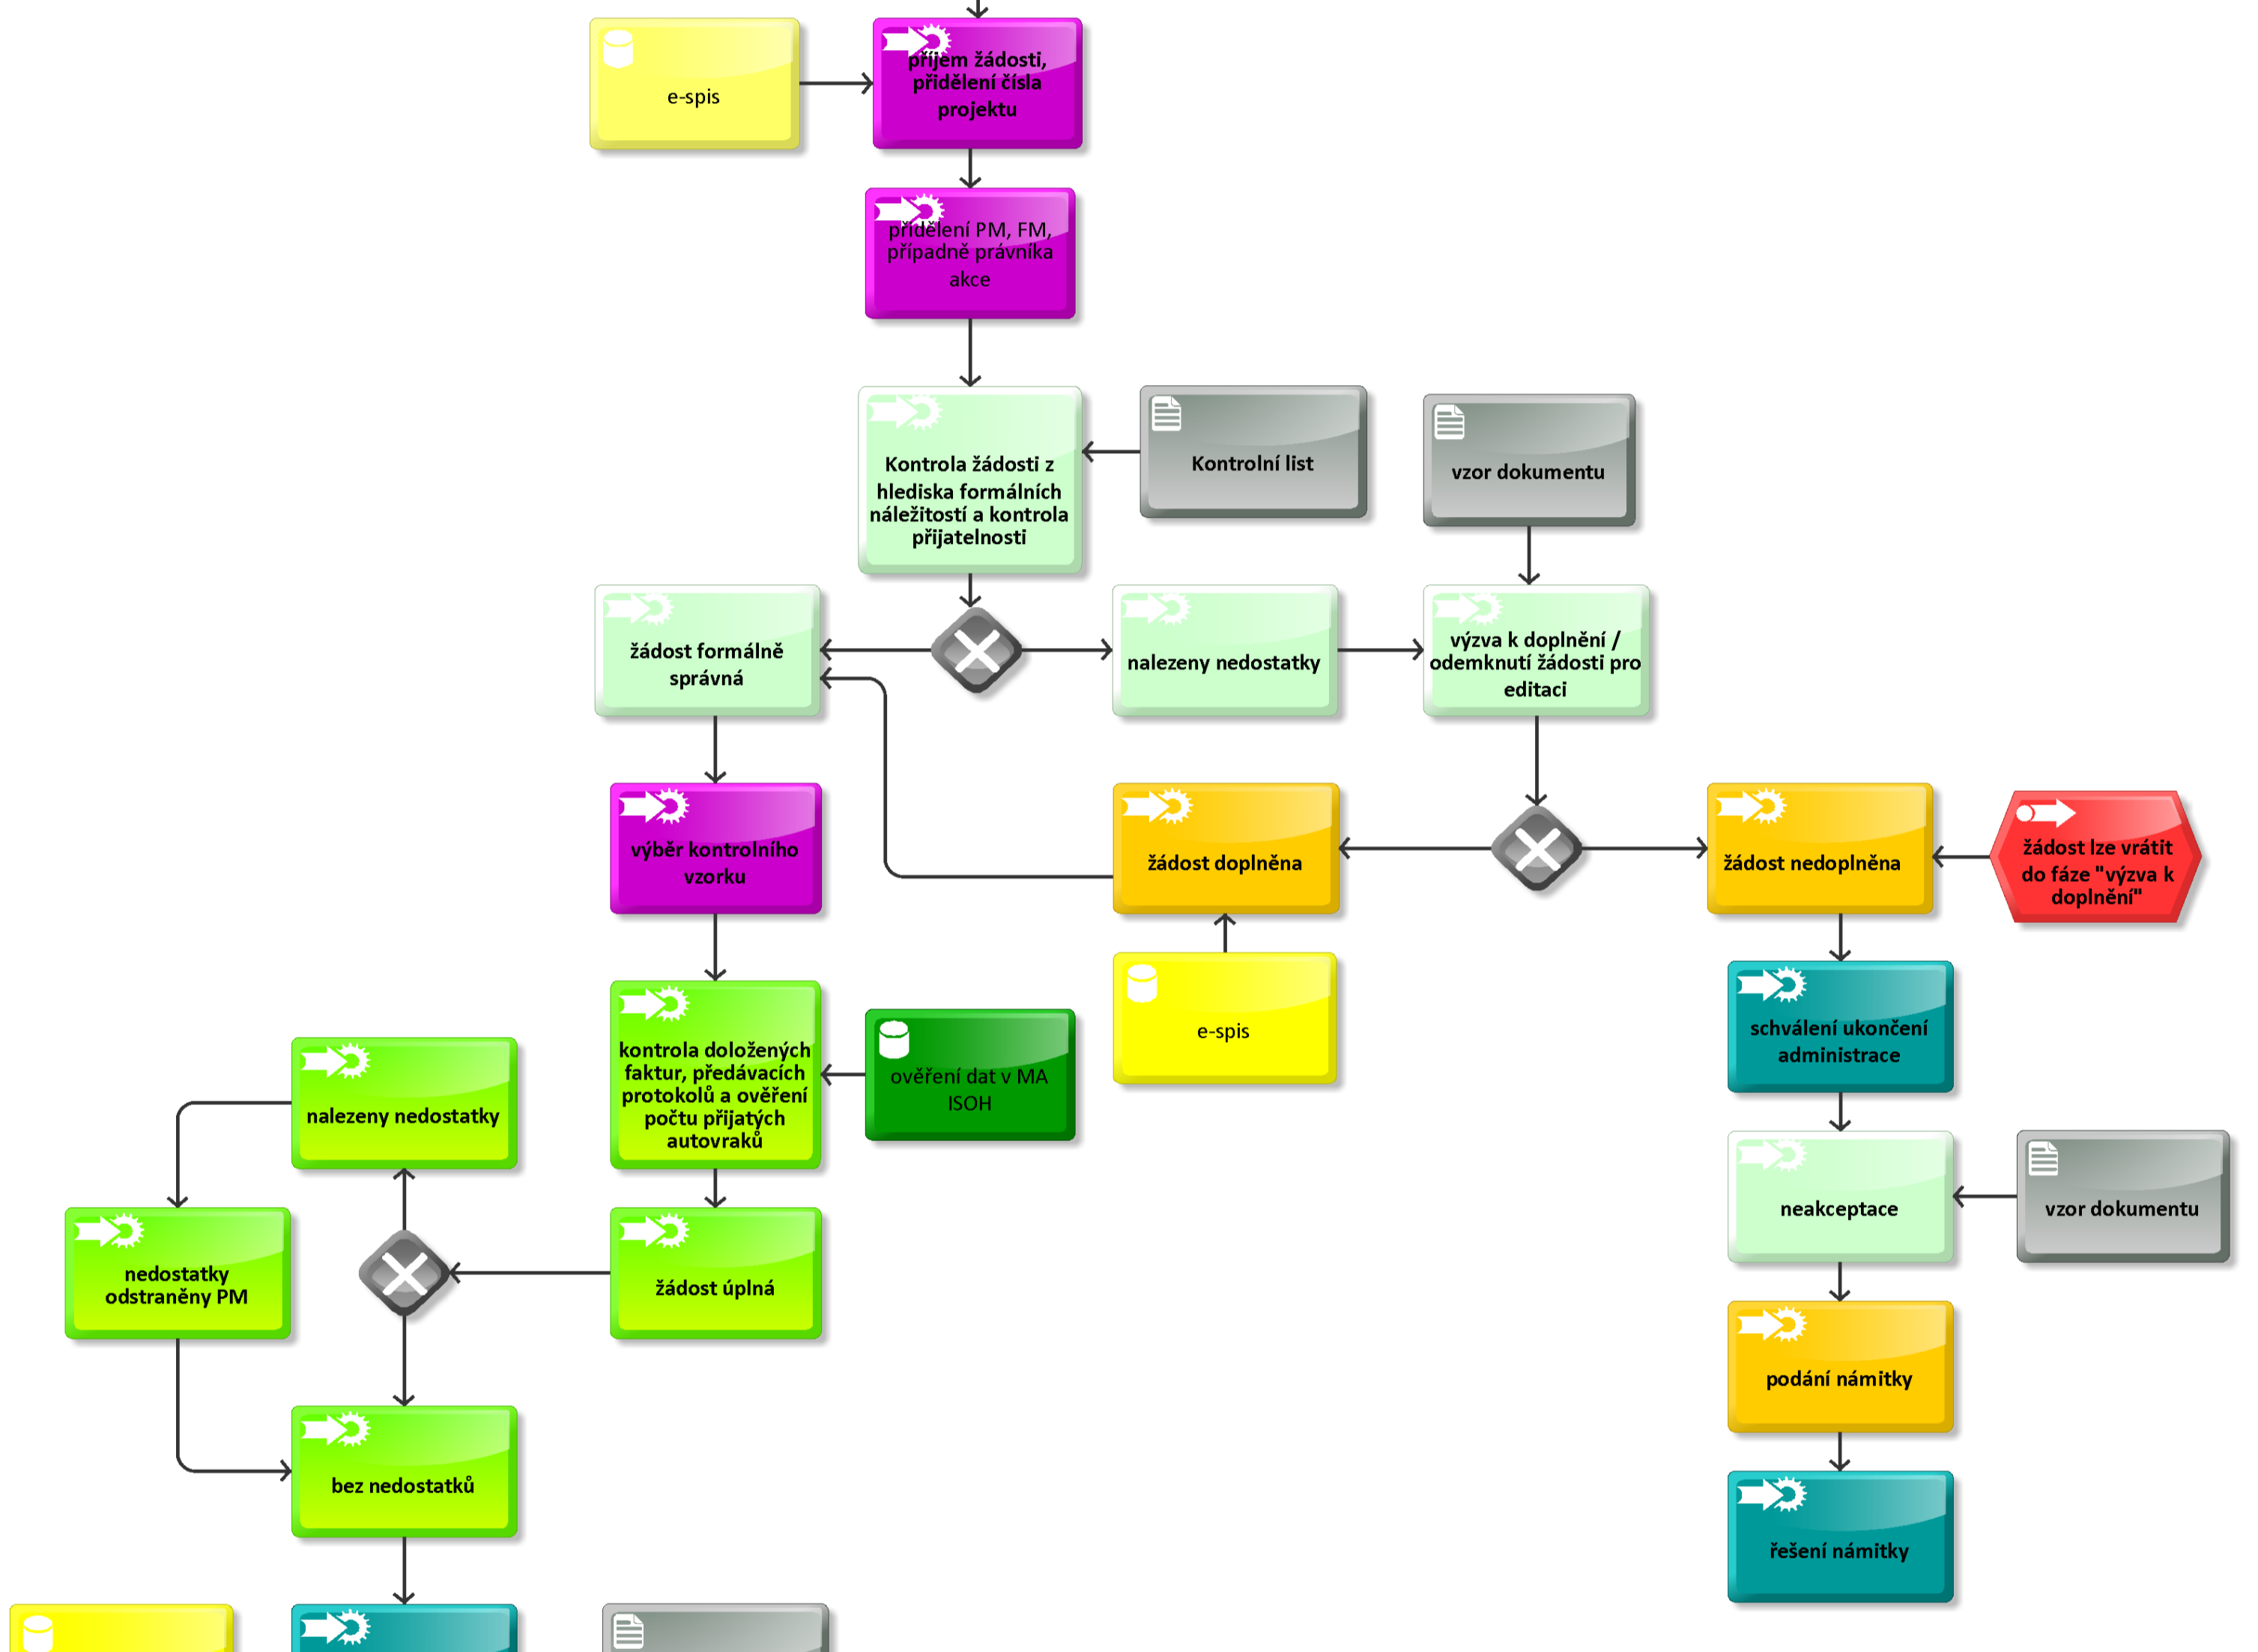 e-spis
příjem žádosti,
přidělení čísla
projektu
přidělení PM, FM,
případně právníka
akce
Kontrola žádosti z
hlediska formálních
náležitostí a kontrola
přijatelnosti
Kontrolní list
vzor dokumentu
žádost formálně
správná
nalezeny nedostatky
výzva k doplnění /
odemknutí žádosti pro
editaci
výběr kontrolního
vzorku
žádost doplněna
žádost nedoplněna
žádost lze vrátit
do fáze "výzva k
doplnění"
e-spis
schválení ukončení
administrace
kontrola doložených
faktur, předávacích
protokolů a ověření
počtu přijatých
autovraků
ověření dat v MA
ISOH
nalezeny nedostatky
neakceptace
vzor dokumentu
nedostatky
odstraněny PM
žádost úplná
podání námitky
bez nedostatků
řešení námitky